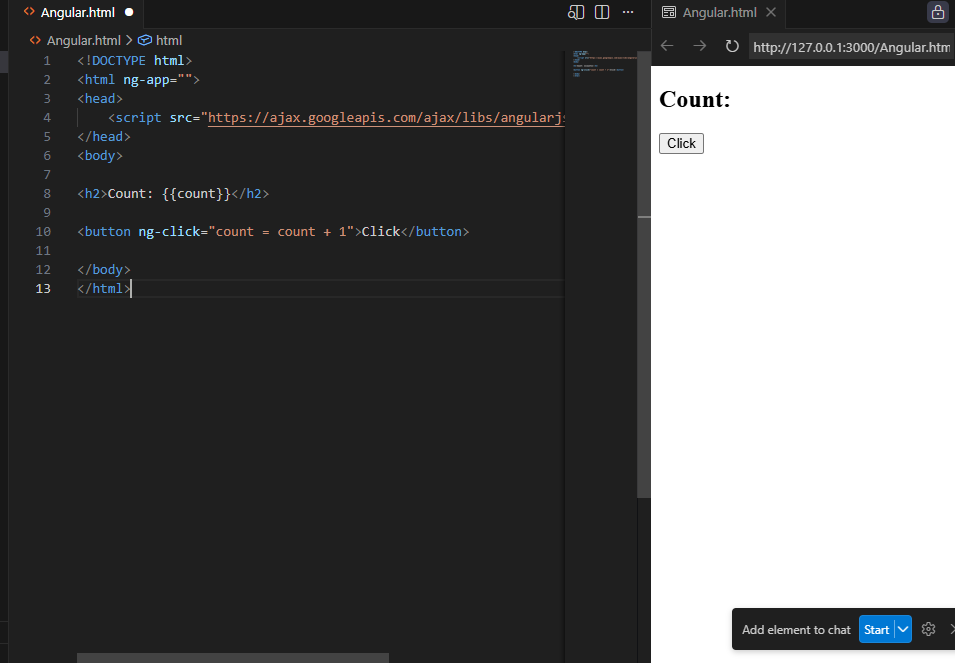 Angular.html
Angular.html > html
1 <!DOCTYPE html>
2 <html ng-app="">
3 <head>
4 <script src="https://ajax.googleapis.com/ajax/libs/angularj
5 </head>
6 <body>
7
8 <h2>Count: {{count}}</h2>
9
10 <button ng-click="count = count + 1">Click</button>
11
12 </body>
13 </html>
Angular.html
http://127.0.0.1:3000/Angular.htm
Count:
Click
Add element to chat Start